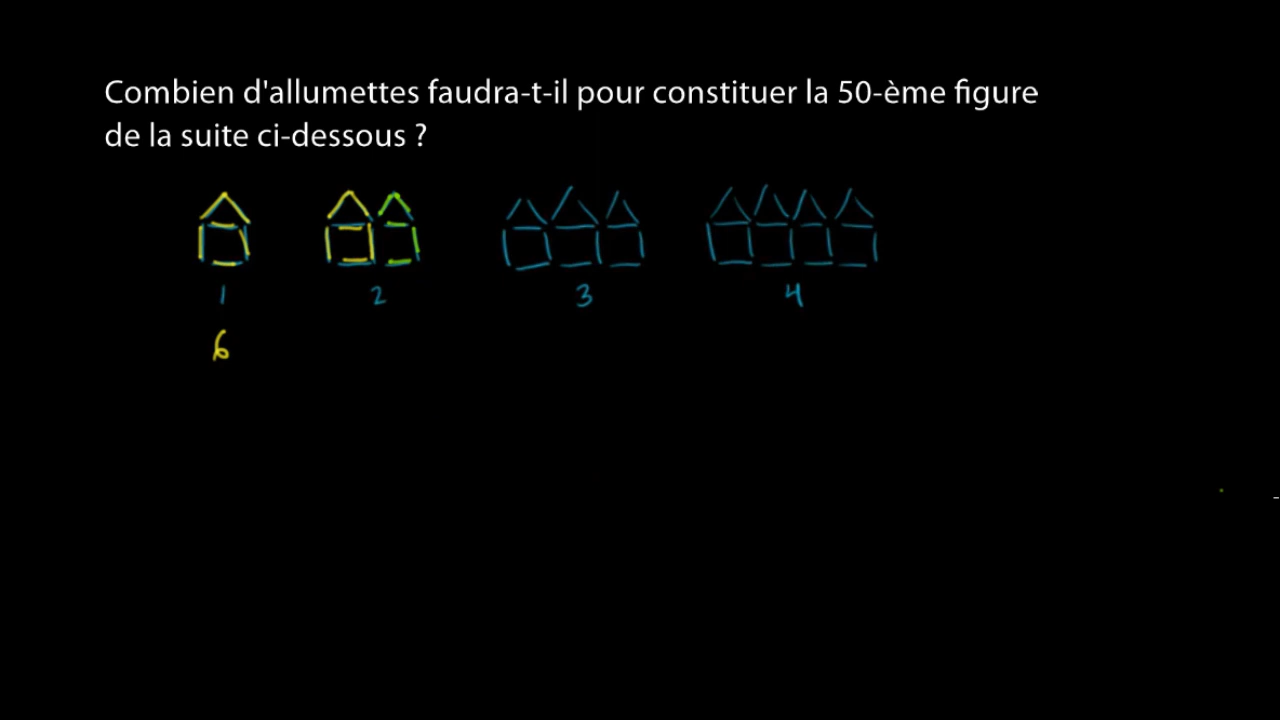 Combien d'allumettes faudra-t-il pour constituer la 50-ème figure
de la suite ci-dessous ?
1 2 3 4
6